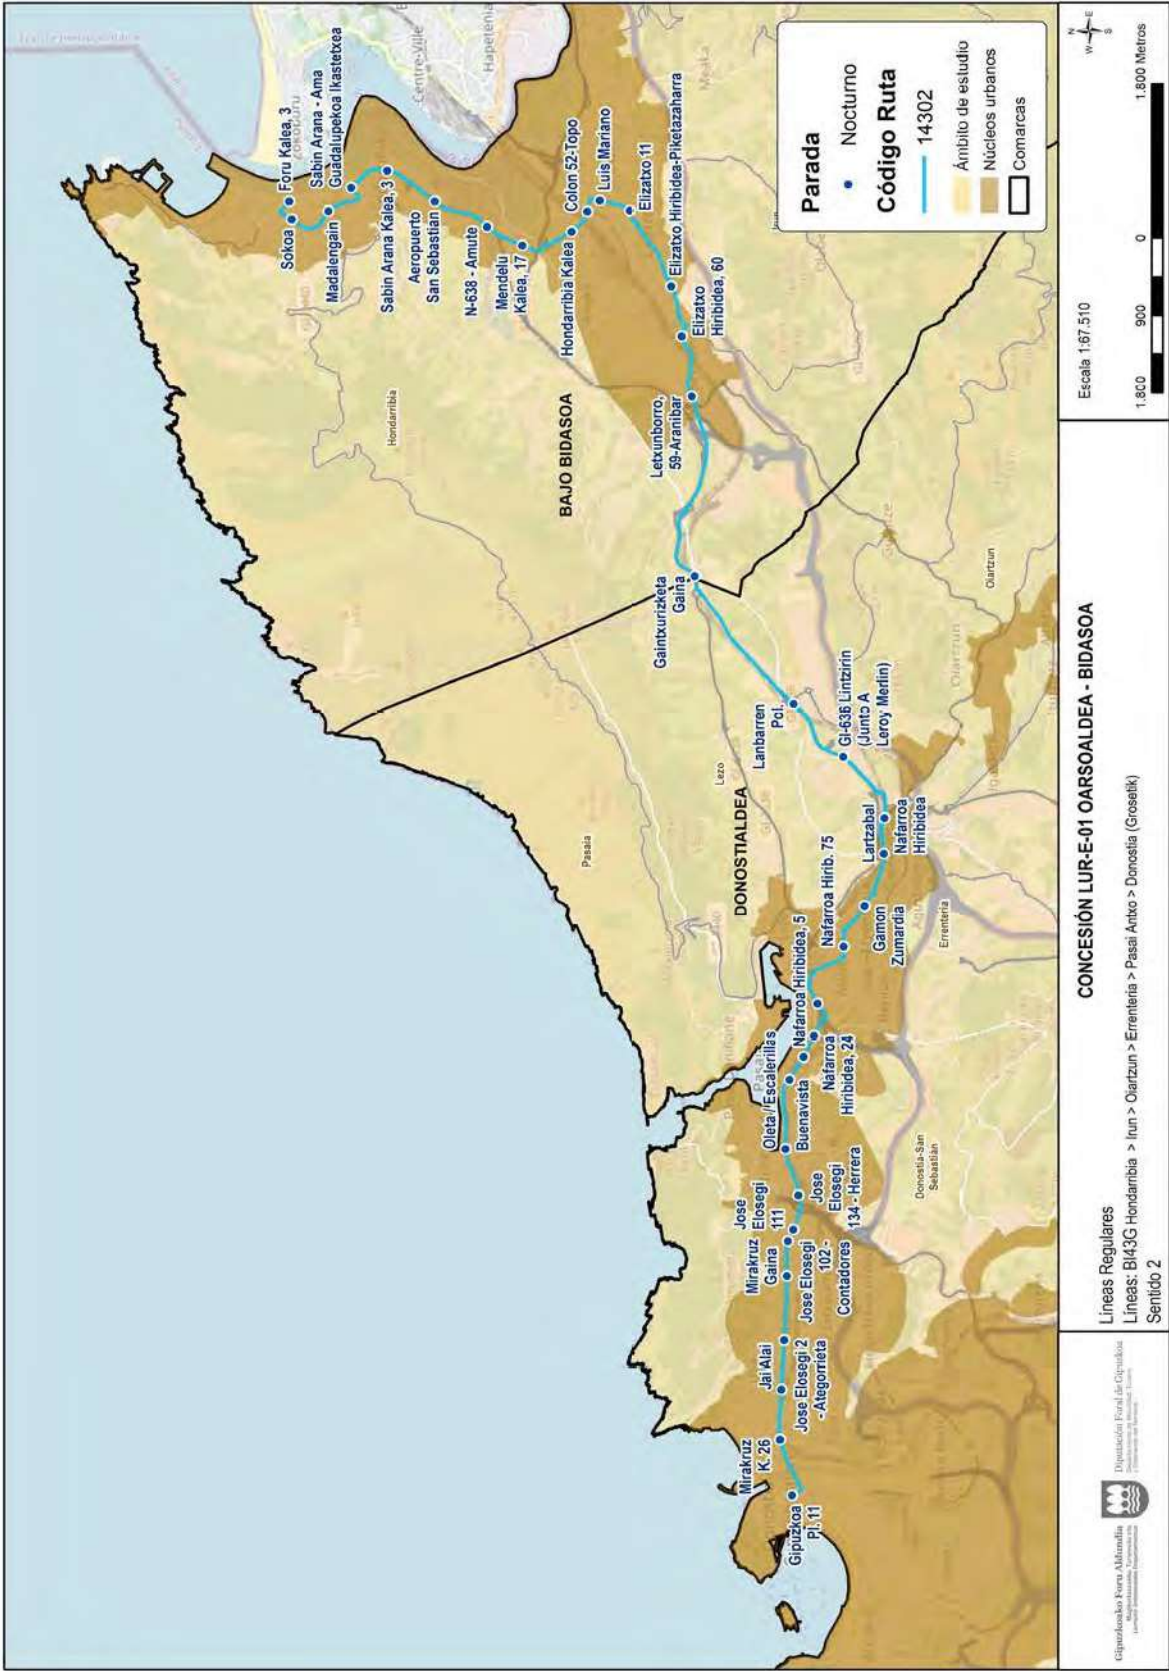 Foru Kalea, 3
Sokoa
Sabin Arana - Ama
Guadalupekoa Ikastetxea
Madalengain
Sabin Arana Kalea, 3
Aeropuerto
San Sebastian
N-638 - Amute
Mendelu
Kalea, 17
Hondarribia Kalea
Colon 52-Topo
Luis Mariano
Elizatxo 11
Elizatxo Hiribidea-Piketazaharra
Elizatxo
Hiribidea, 60
Letxunborro,
59-Aranibar
Gaintxurizketa
Gaina
Lanbarren
Pol.
GI-636 Lintzirin
(Junto A
Leroy Merlin)
Lartzabal
Nafarroa
Hiribidea
Nafarroa Hirib. 75
Gamon
Zumardia
Nafarroa Hiribidea, 5
Nafarroa
Hiribidea, 24
Oleta / Escalerillas
Buenavista
Jose
Elosegi
134 - Herrera
Jose
Elosegi
111
Mirakruz
Gaina
Jose Elosegi
102 -
Contadores
Jai Alai
Jose Elosegi 2
- Ategorrieta
Mirakruz
K. 26
Gipuzkoa
Pl. 11
BAJO BIDASOA
DONOSTIALDEA
Hondarribia
Pasaia
Lezo
Oiartzun
Errenteria
Donostia-San
Sebastián
Centre-Ville
Hapetenia
Meaka
Parada
Nocturno
Código Ruta
14302
Ámbito de estudio
Núcleos urbanos
Comarcas
Gipuzkoako Foru Aldundia
Diputación Foral de Gipuzkoa
CONCESIÓN LUR-E-01 OARSOALDEA - BIDASOA
Líneas Regulares
Líneas: BI43G Hondarribia > Irun > Oiartzun > Errenteria > Pasai Antxo > Donostia (Grosetik)
Sentido 2
Escala 1:67.510
N
W
E
S
1.800
900
0
1.800 Metros